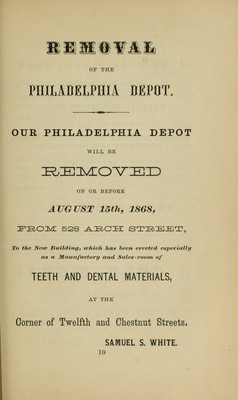 REMOVAL
OF THE
PHILADELPHIA DEPOT.
OUR PHILADELPHIA DEPOT
WILL BE
REMOVED
ON OR BEFORE
AUGUST 15th, 1868,
FROM 528 ARCH STREET,
To the New Building, which has been erected especially
as a Manufactory and Sales-room of
TEETH AND DENTAL MATERIALS,
AT THE
Corner of Twelfth and Chestnut Streets.
SAMUEL S. WHITE.
10